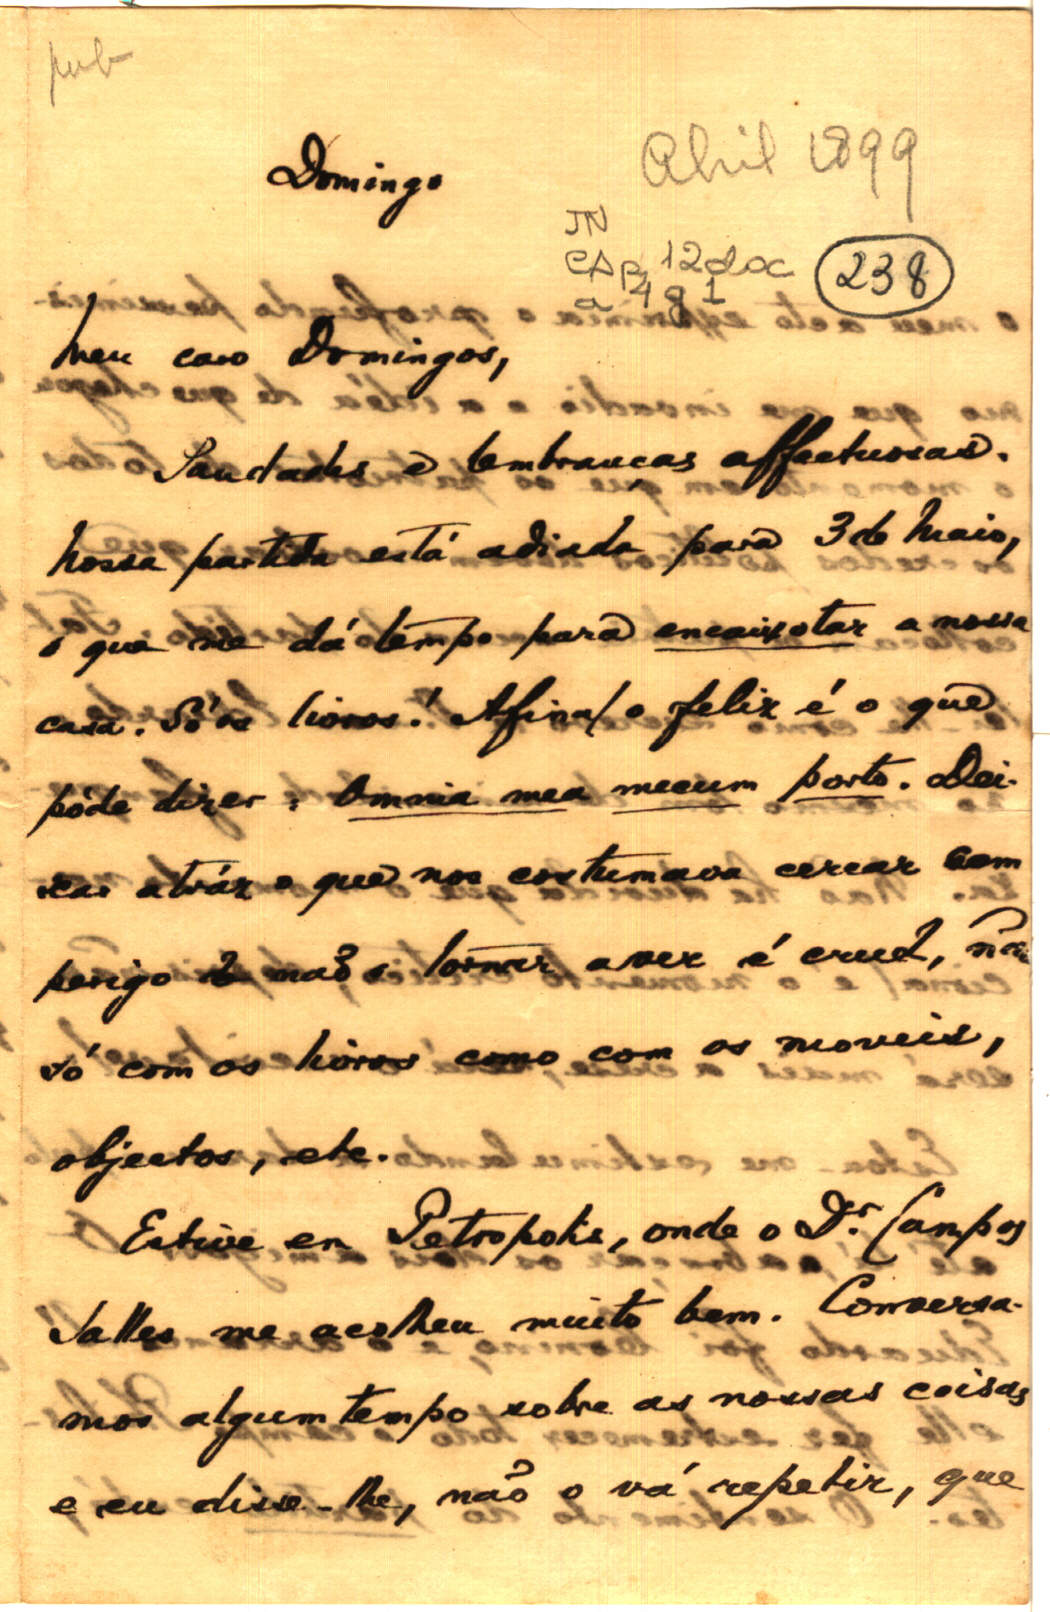 pub
Domingo
Abril 1899
JN
CAP 12 doc
a 4 g 1
238
Meu caro Domingos,
Saudades e lembranças affectuosas.
Nossa partida está adiada para 3 de Maio,
o que me dá tempo para encaixotar a nossa
casa. Só os livros! Afinal o feliz é o que
póde dizer: Omnia mea mecum porto. Dei-
xar atráz o que nos costumava cercar com
perigo de não o tornar a ver é cruel, não
só com os livros como com os moveis,
objectos, etc.
Estive em Petropolis, onde o Dr. Campos
Salles me acolheu muito bem. Conversa-
mos algum tempo sobre as nossas coisas
e eu disse-lhe, não o vá repetir, que